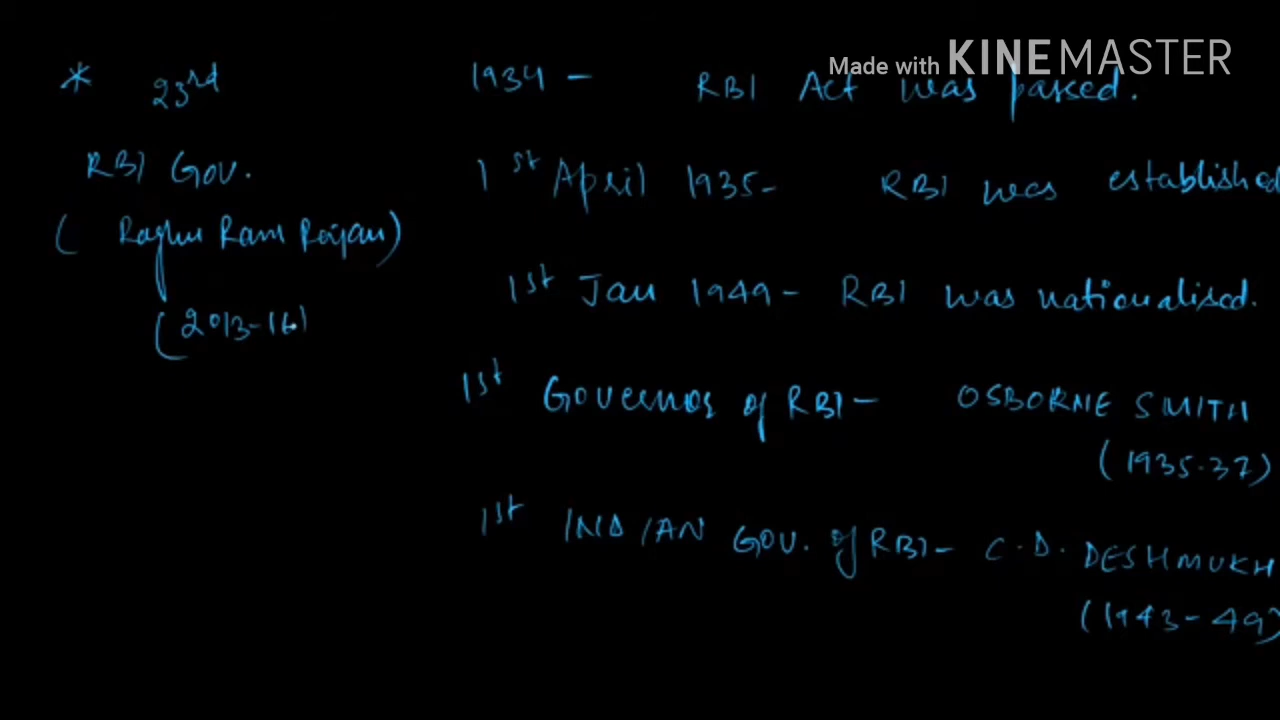 Made with KINEMASTER
* 23rd
RBI Gov.
( Raghu Ram Rajan)
(2013-16)
1934 - RBI Act was passed.
1st April 1935- RBI was established
1st Jan 1949- RBI was nationalised.
1st Governor of RBI- OSBORNE SMITH
(1935-37)
1st INDIAN GOV. of RBI- C.D. DESHMUKH
(1943-49)